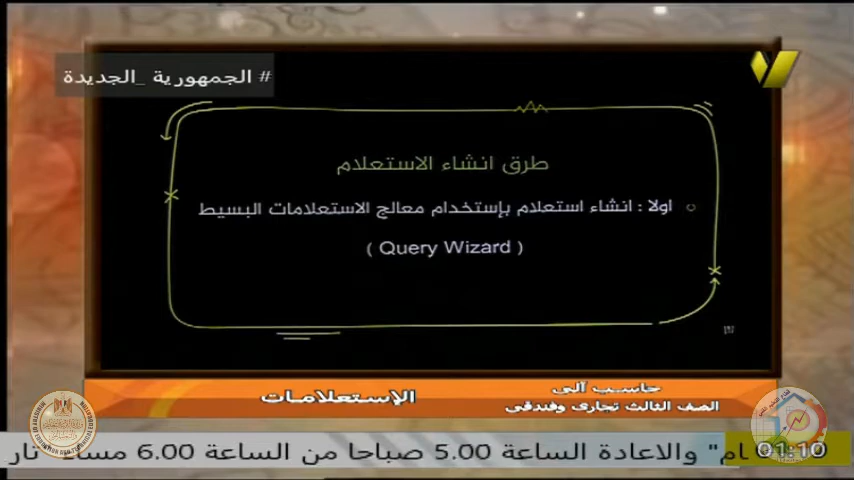 # الجمهورية _الجديدة
طرق انشاء الاستعلام
اولا : انشاء استعلام بإستخدام معالج الاستعلامات البسيط
( Query Wizard )
حاسب آلى
الصف الثالث تجارى وفندقى
الإستعلامات
ام" والاعادة الساعة 5.00 صباحا من الساعة 6.00 مساء
01:10